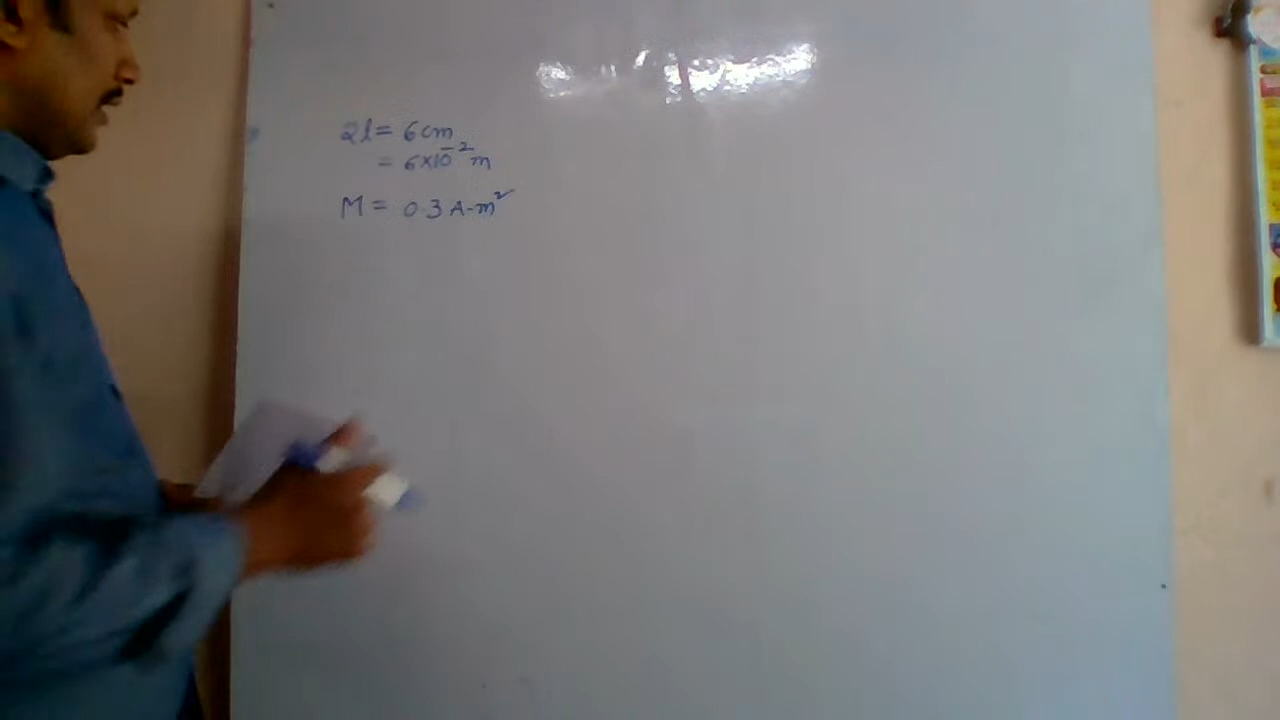 2l = 6 cm
= 6×10⁻² m
M = 0.3 A·m²